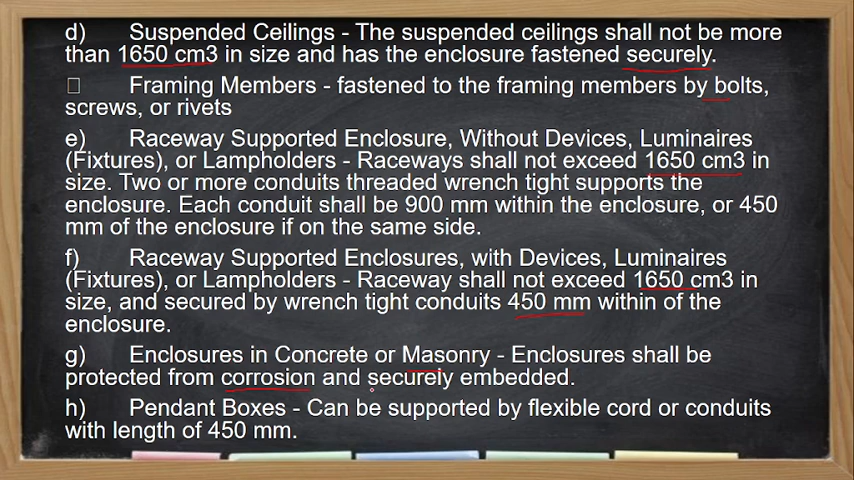 d) Suspended Ceilings - The suspended ceilings shall not be more
than 1650 cm3 in size and has the enclosure fastened securely.
Framing Members - fastened to the framing members by bolts,
screws, or rivets
e) Raceway Supported Enclosure, Without Devices, Luminaires
(Fixtures), or Lampholders - Raceways shall not exceed 1650 cm3 in
size. Two or more conduits threaded wrench tight supports the
enclosure. Each conduit shall be 900 mm within the enclosure, or 450
mm of the enclosure if on the same side.
f) Raceway Supported Enclosures, with Devices, Luminaires
(Fixtures), or Lampholders - Raceway shall not exceed 1650 cm3 in
size, and secured by wrench tight conduits 450 mm within of the
enclosure.
g) Enclosures in Concrete or Masonry - Enclosures shall be
protected from corrosion and securely embedded.
h) Pendant Boxes - Can be supported by flexible cord or conduits
with length of 450 mm.